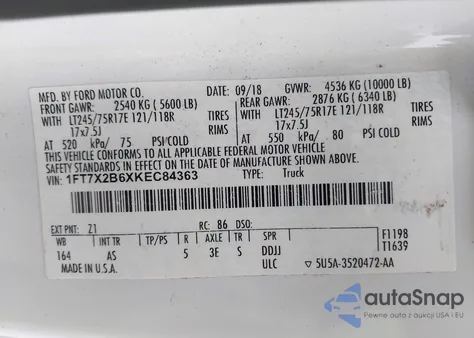 MFD. BY FORD MOTOR CO.
09/18 GVWR: 4536 KG (10000 LB)
FRONT GAWR: 2540 KG (5600 LB) REAR GAWR: 2876 KG (6340 LB)
WITH LT245/75R17E 121/118R TIRES WITH LT245/75R17E 121/118R TIRES
17x7.5J RIMS 17x7.5J RIMS
AT 520 kPa/ 75 PSI/COLD AT 550 kPa/ 80 PSI COLD
THIS VEHICLE CONFORMS TO ALL APPLICABLE FEDERAL MOTOR VEHICLE
SAFETY STANDARDS IN EFFECT ON THE DATE OF MANUFACTURE SHOWN ABOVE.
VIN: 1FT7X2B6XKEC84363 TYPE: Truck
EXT PNT: Z1 RC: 86 DSO: F1198
WB INT TR TP/PS R AXLE TR SPR T1639
164 AS 5 3E S DDJJ
MADE IN U.S.A. ULC 5U5A-3520472-AA
autoSnap
Pewne auta z USA i EU